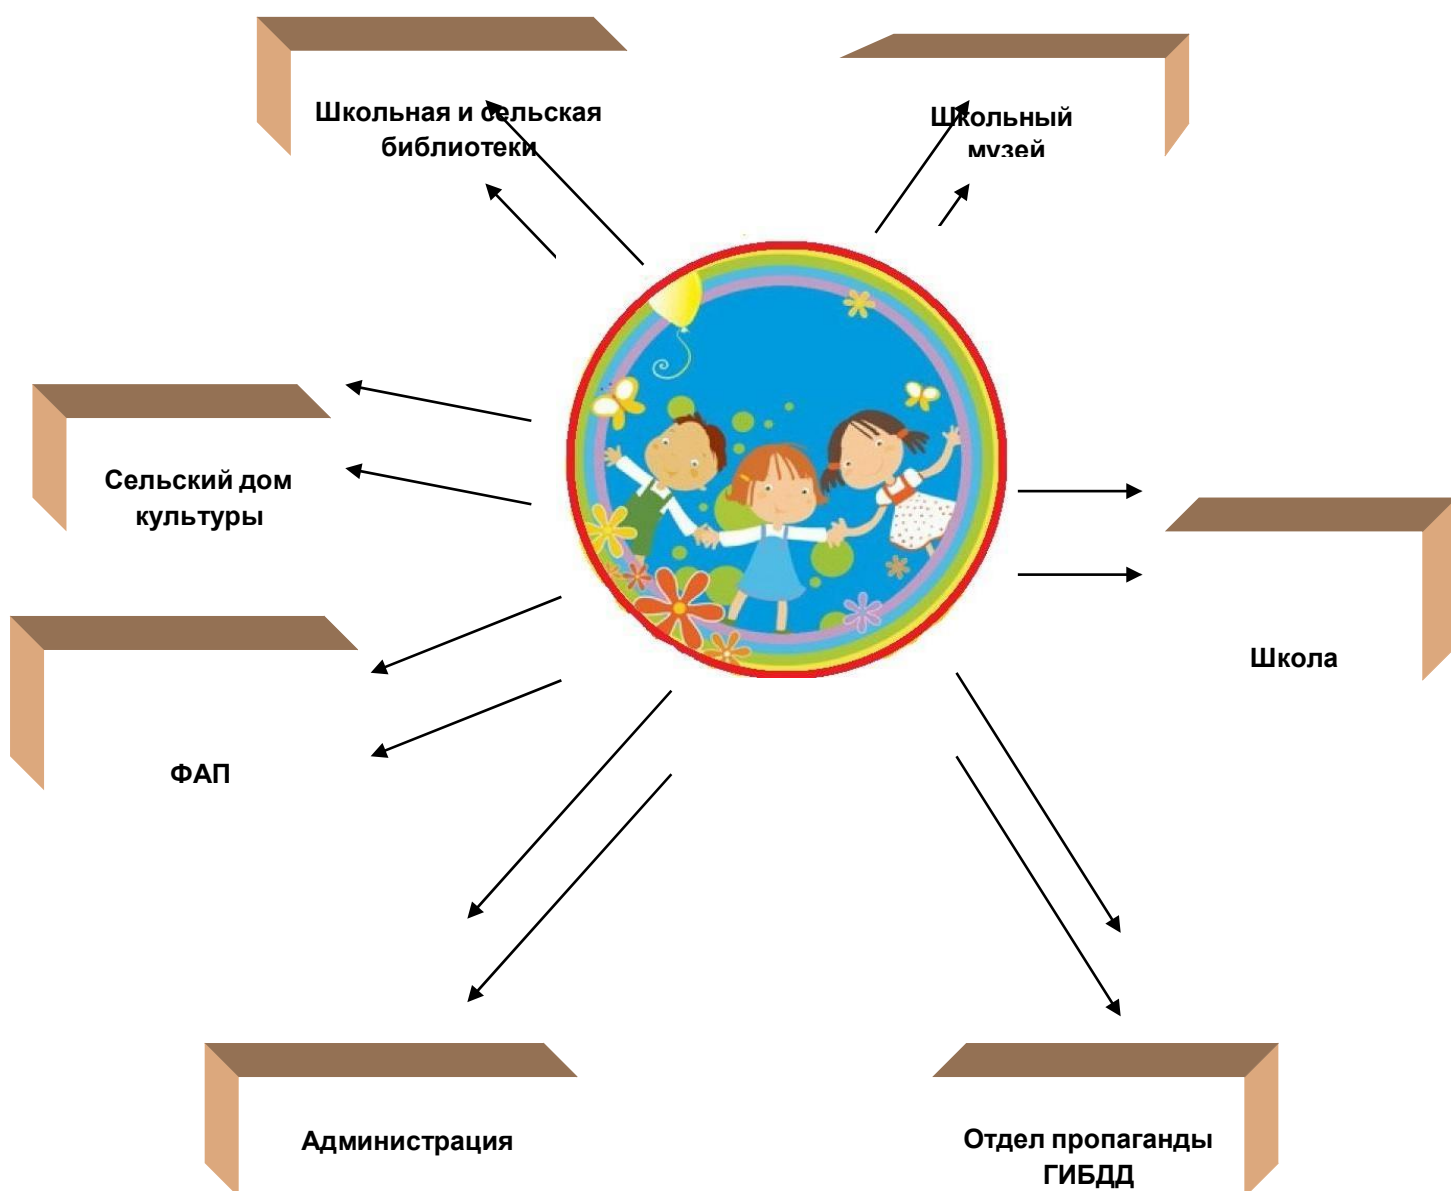 Школьная и сельская
библиотеки
Школьный
музей
Сельский дом
культуры
Школа
ФАП
Администрация
Отдел пропаганды
ГИБДД